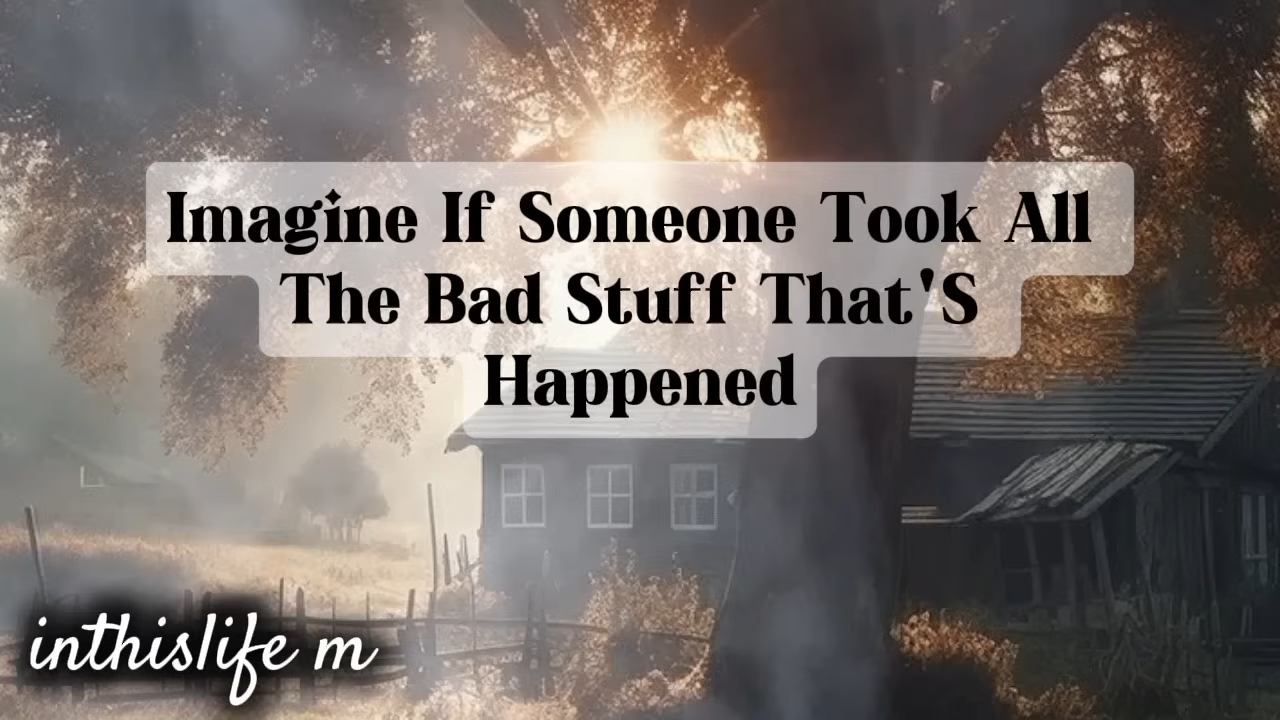 Imagine If Someone Took All
The Bad Stuff That'S
Happened
inthislife m